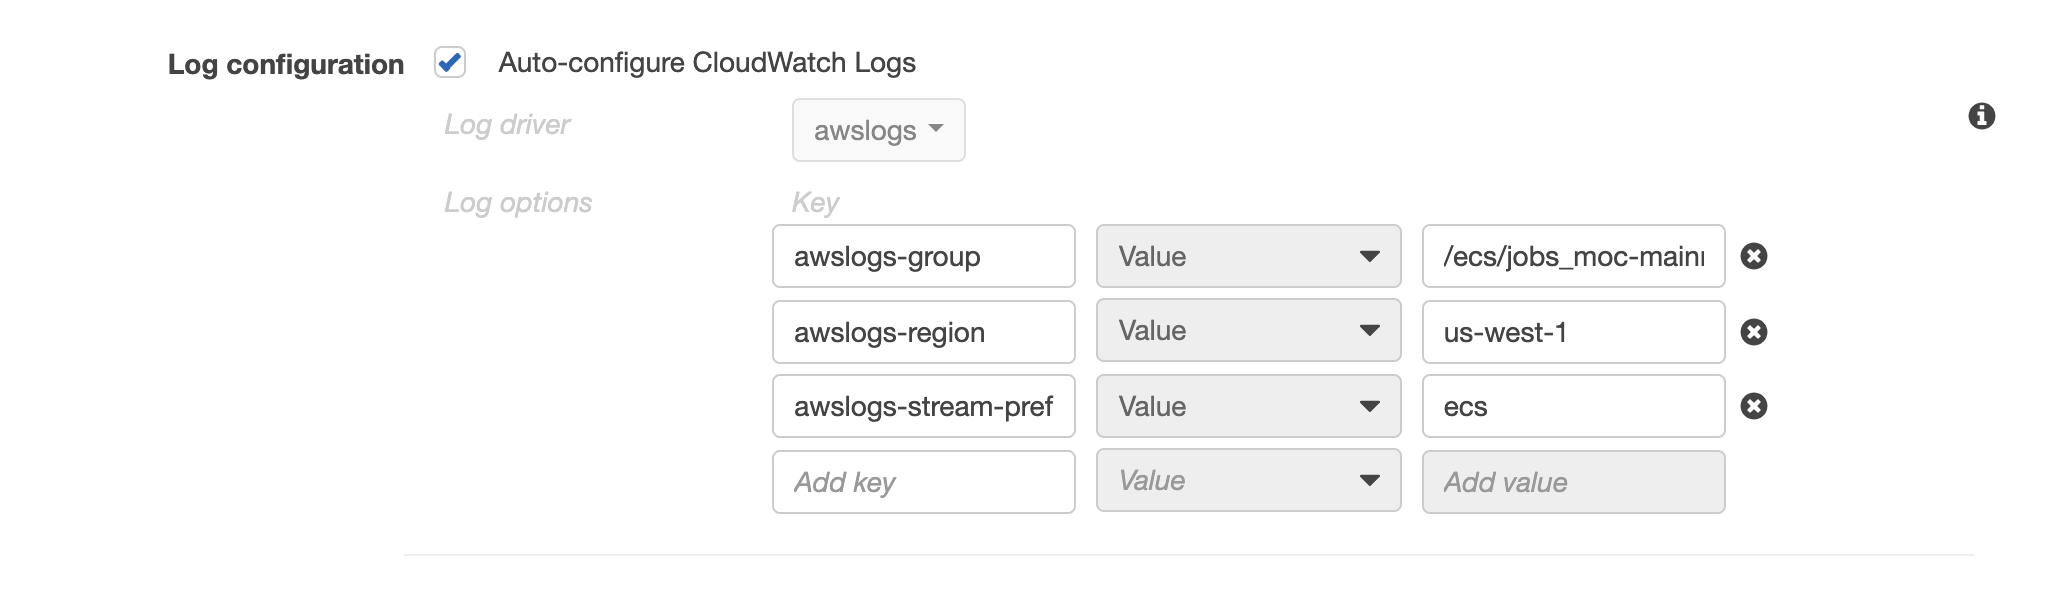 Log configuration Auto-configure CloudWatch Logs
Log driver awslogs
Log options Key
awslogs-group Value /ecs/jobs_moc-main
awslogs-region Value us-west-1
awslogs-stream-pref Value ecs
Add key Value Add value